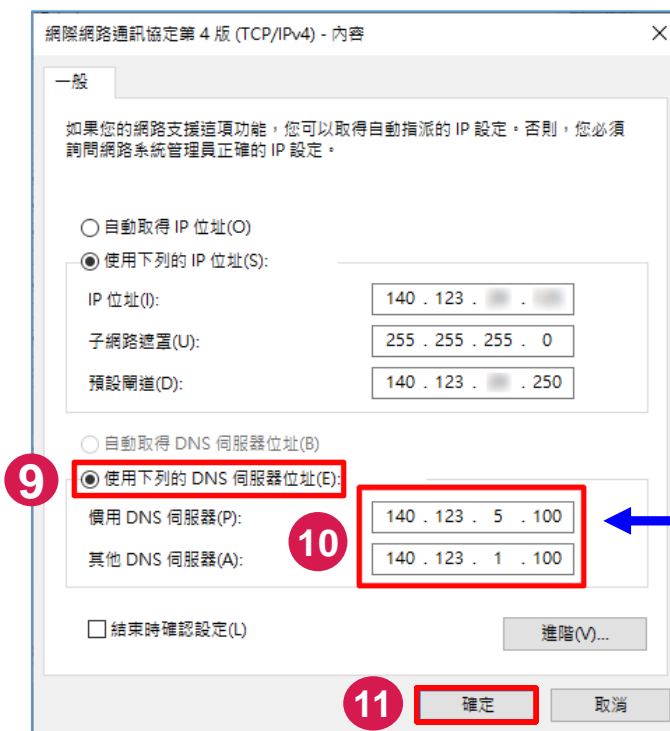 網際網路通訊協定第 4 版 (TCP/IPv4) - 內容
一般
如果您的網路支援這項功能，您可以取得自動指派的 IP 設定。否則，您必須
詢問網路系統管理員正確的 IP 設定。
自動取得 IP 位址(O)
使用下列的 IP 位址(S):
IP 位址(I): 140 . 123 . .
子網路遮罩(U): 255 . 255 . 255 . 0
預設閘道(D): 140 . 123 . . 250
自動取得 DNS 伺服器位址(B)
9 使用下列的 DNS 伺服器位址(E):
慣用 DNS 伺服器(P): 140 . 123 . 5 . 100
10
其他 DNS 伺服器(A): 140 . 123 . 1 . 100
結束時確認設定(L)
進階(V)...
11 確定 取消